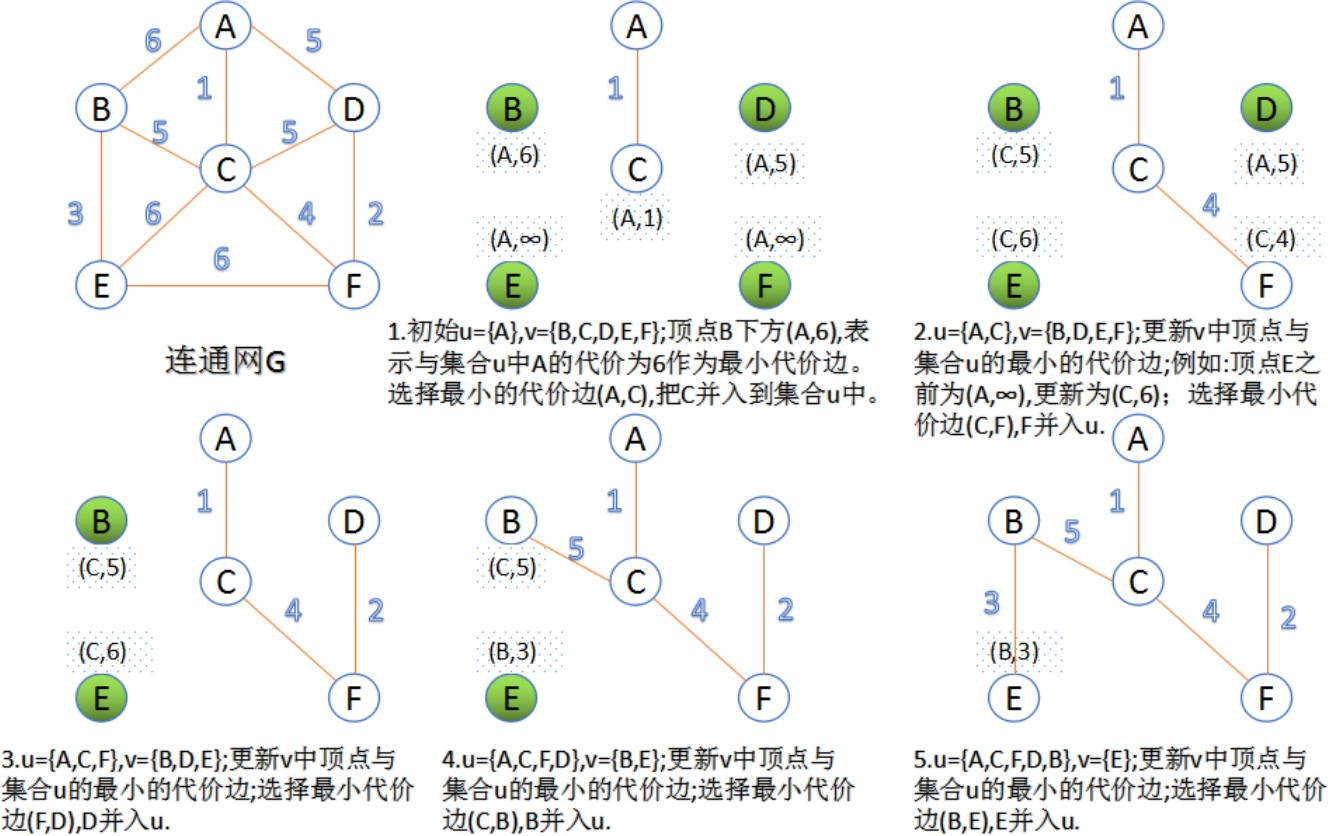 A
6
5
1
B
D
5
5
C
3
6
4
2
6
E
F
连通网G
A
1
B
D
(A,6)
(A,5)
C
(A,1)
(A,∞)
(A,∞)
E
F
1.初始u={A},v={B,C,D,E,F};顶点B下方(A,6),表
示与集合u中A的代价为6作为最小代价边。
选择最小的代价边(A,C),把C并入到集合u中。
A
1
B
D
(C,5)
(A,5)
C
4
(C,6)
(C,4)
E
F
2.u={A,C},v={B,D,E,F};更新v中顶点与
集合u的最小的代价边;例如:顶点E之
前为(A,∞),更新为(C,6)；选择最小代
价边(C,F),F并入u.
A
1
B
D
(C,5)
C
4
2
(C,6)
E
F
3.u={A,C,F},v={B,D,E};更新v中顶点与
集合u的最小的代价边;选择最小代价
边(F,D),D并入u.
A
1
B
D
5
(C,5)
C
4
2
(B,3)
E
F
4.u={A,C,F,D},v={B,E};更新v中顶点与
集合u的最小的代价边;选择最小代价
边(C,B),B并入u.
A
1
B
D
5
C
3
4
2
(B,3)
E
F
5.u={A,C,F,D,B},v={E};更新v中顶点与
集合u的最小的代价边;选择最小代价
边(B,E),E并入u.